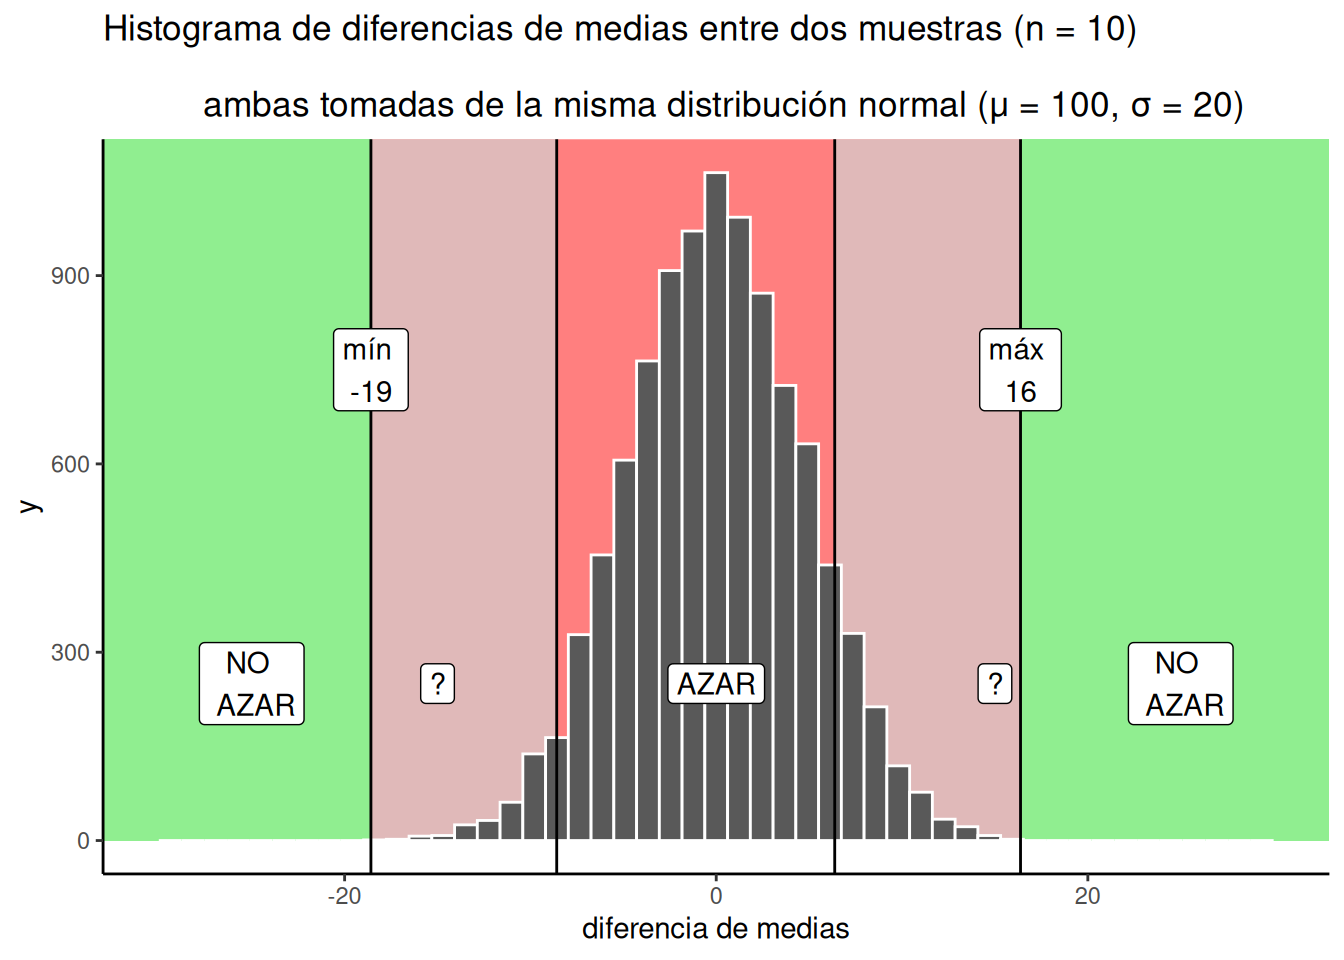 Histograma de diferencias de medias entre dos muestras (n = 10)
ambas tomadas de la misma distribución normal (μ = 100, σ = 20)
900
600
300
0
y
mín
-19
máx
16
NO
AZAR
?
AZAR
?
NO
AZAR
-20
0
20
diferencia de medias